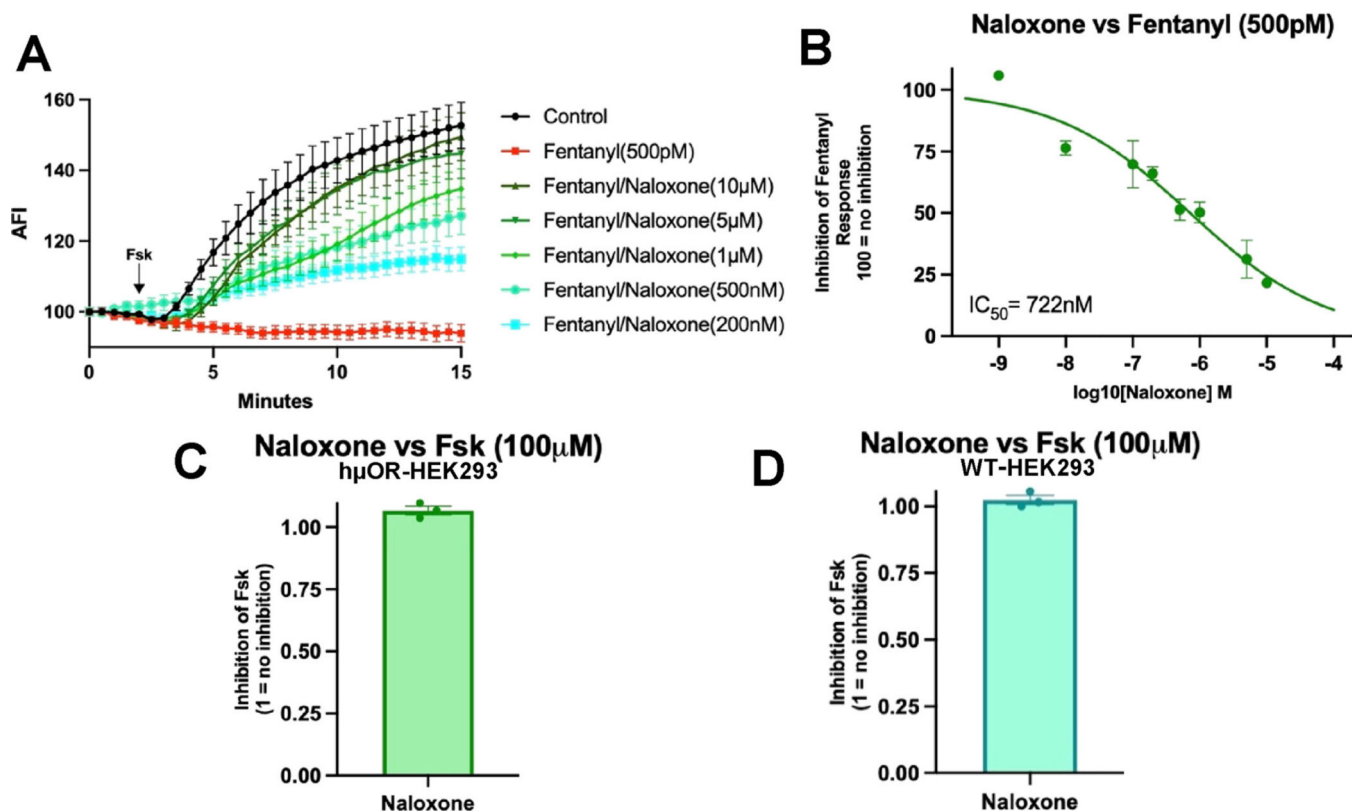 A
AFI
160
140
120
100
Fsk
0
5
10
15
Minutes
Control
Fentanyl(500pM)
Fentanyl/Naloxone(10μM)
Fentanyl/Naloxone(5μM)
Fentanyl/Naloxone(1μM)
Fentanyl/Naloxone(500nM)
Fentanyl/Naloxone(200nM)
B
Naloxone vs Fentanyl (500pM)
Inhibition of Fentanyl
Response
100 = no inhibition
100
75
50
25
0
IC50= 722nM
-9
-8
-7
-6
-5
-4
log10[Naloxone] M
C
Naloxone vs Fsk (100μM)
hμOR-HEK293
Inhibition of Fsk
(1 = no inhibition)
1.00
0.75
0.50
0.25
0.00
Naloxone
D
Naloxone vs Fsk (100μM)
WT-HEK293
Inhibition of Fsk
(1 = no inhibition)
1.00
0.75
0.50
0.25
0.00
Naloxone